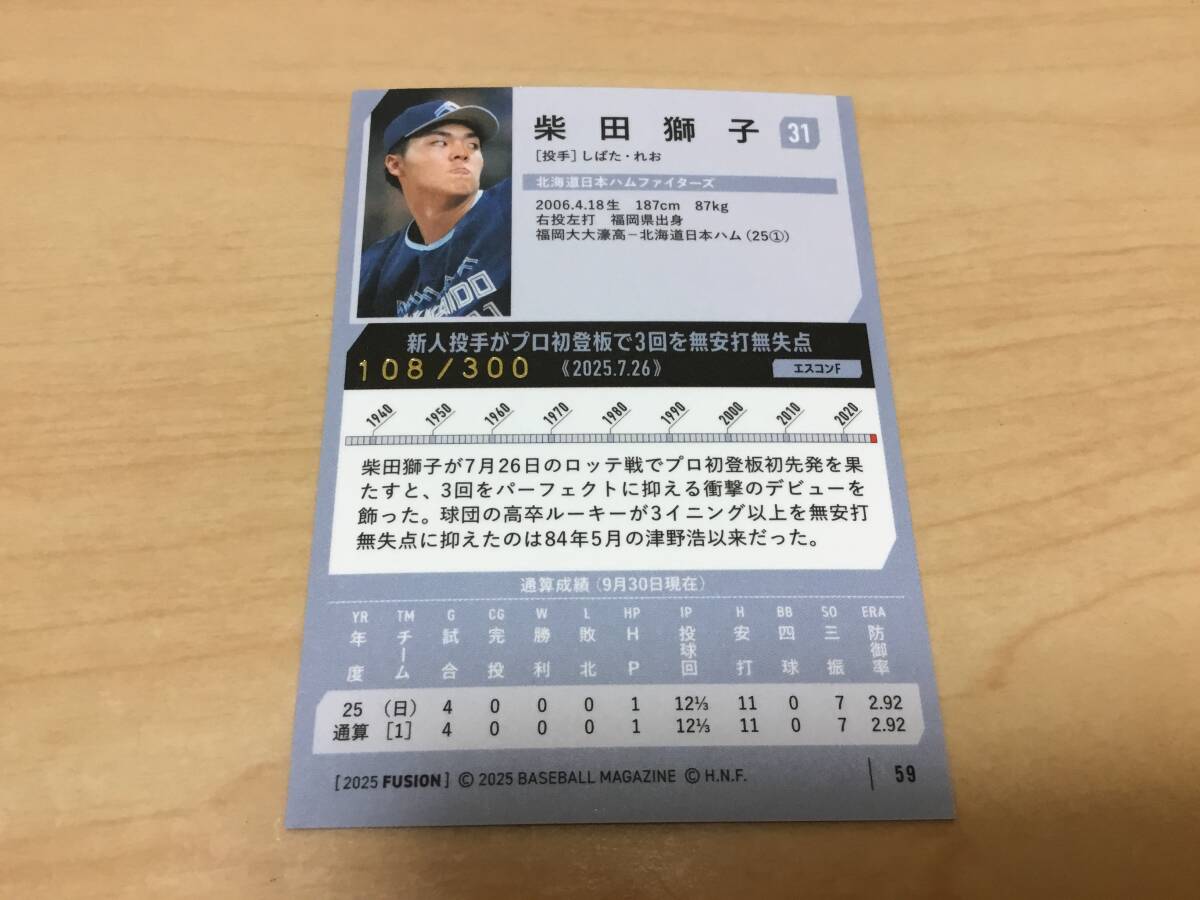 柴田獅子 31
[投手]しばた・れお
北海道日本ハムファイターズ
2006.4.18生 187cm 87kg
右投左打 福岡県出身
福岡大大濠高−北海道日本ハム(25①)
新人投手がプロ初登板で3回を無安打無失点
108/300 《2025.7.26》 エスコンF
1940 1950 1960 1970 1980 1990 2000 2010 2020
柴田獅子が7月26日のロッテ戦でプロ初登板初先発を果
たすと、3回をパーフェクトに抑える衝撃のデビューを
飾った。球団の高卒ルーキーが3イニング以上を無安打
無失点に抑えたのは84年5月の津野浩以来だった。
通算成績(9月30日現在)
YR TM G CG W L HP IP H BB SO ERA
年度 チーム 試合 完投 勝利 敗北 HP 投球回 安打 四球 三振 防御率
25 (日) 4 0 0 0 1 12⅓ 11 0 7 2.92
通算 [1] 4 0 0 0 1 12⅓ 11 0 7 2.92
[2025 FUSION] © 2025 BASEBALL MAGAZINE © H.N.F. 59